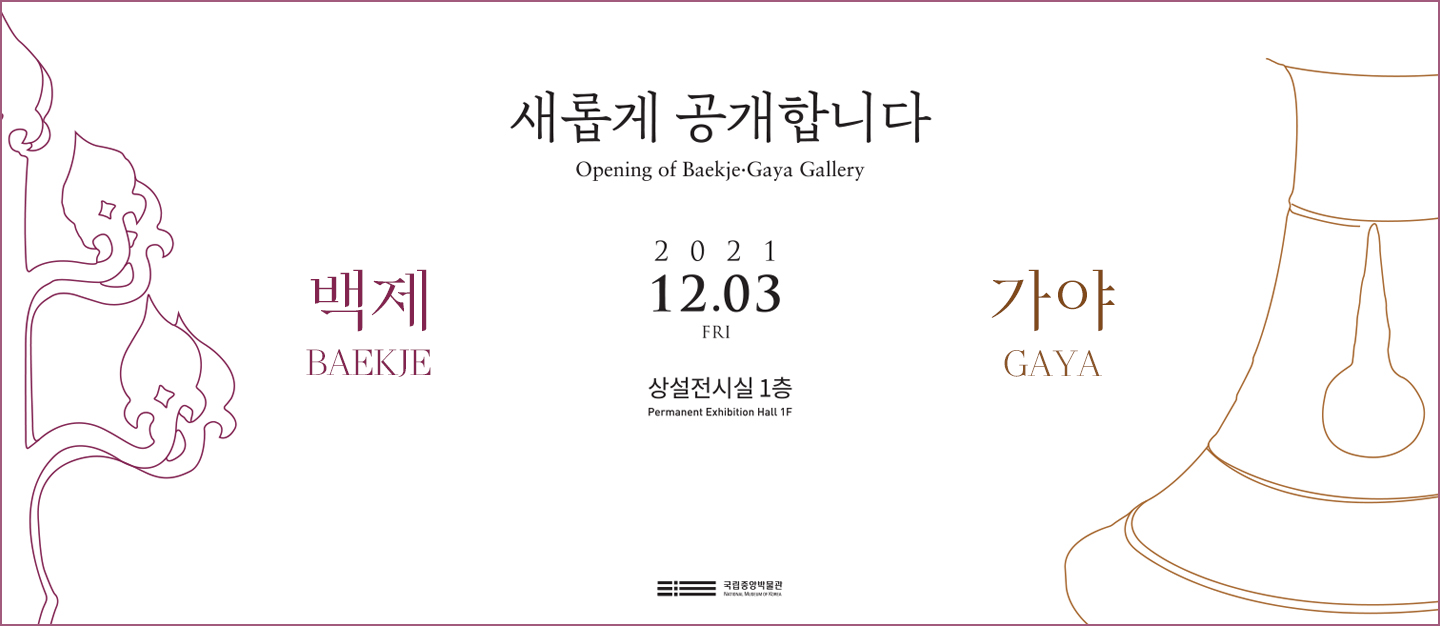 새롭게 공개합니다
Opening of Baekje·Gaya Gallery
백제
BAEKJE
2021
12.03
FRI
상설전시실 1층
Permanent Exhibition Hall 1F
가야
GAYA
국립중앙박물관
NATIONAL MUSEUM OF KOREA